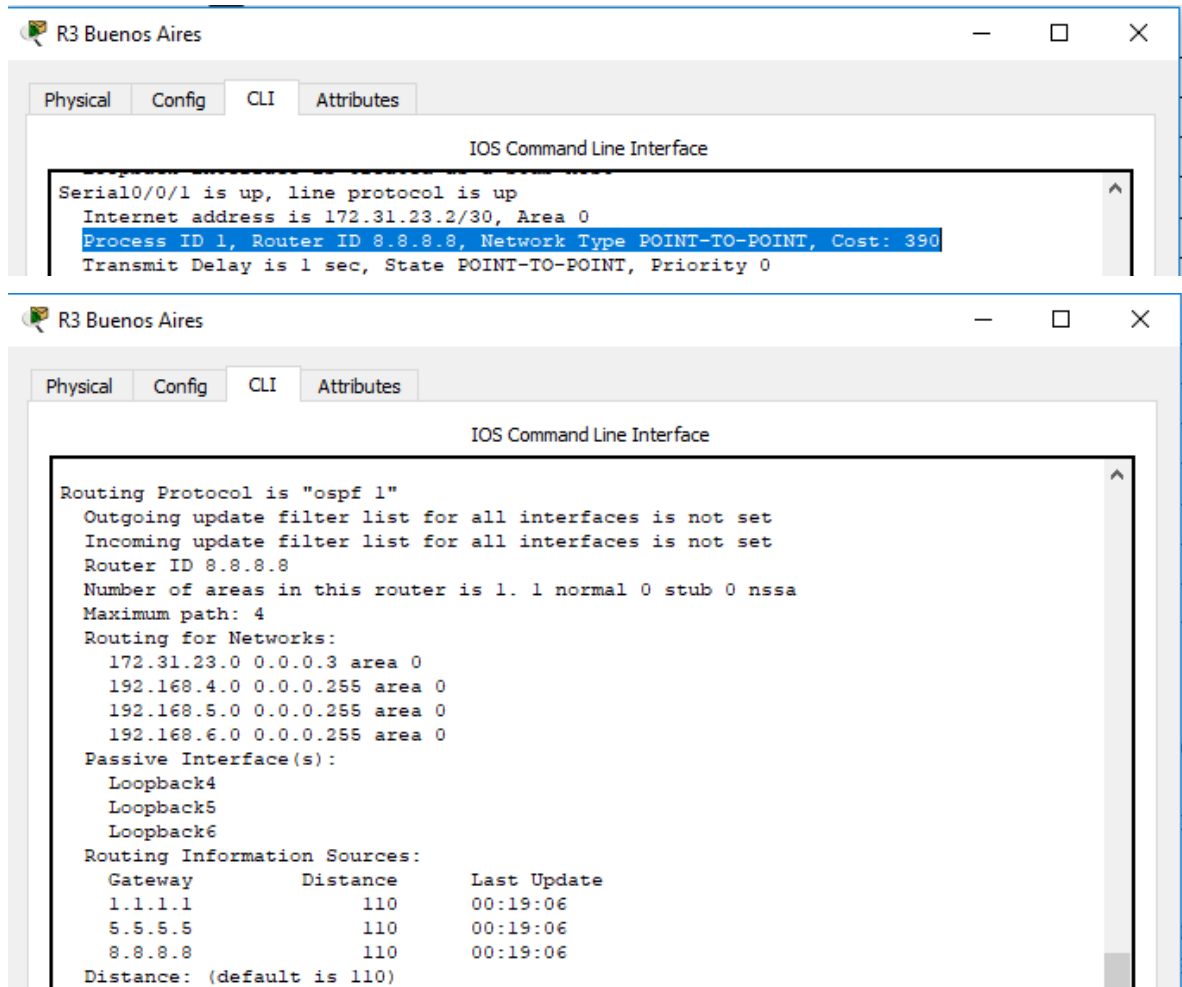 R3 Buenos Aires
Physical Config CLI Attributes
IOS Command Line Interface
Serial0/0/1 is up, line protocol is up
Internet address is 172.31.23.2/30, Area 0
Process ID 1, Router ID 8.8.8.8, Network Type POINT-TO-POINT, Cost: 390
Transmit Delay is 1 sec, State POINT-TO-POINT, Priority 0
R3 Buenos Aires
Physical Config CLI Attributes
IOS Command Line Interface
Routing Protocol is "ospf 1"
Outgoing update filter list for all interfaces is not set
Incoming update filter list for all interfaces is not set
Router ID 8.8.8.8
Number of areas in this router is 1. 1 normal 0 stub 0 nssa
Maximum path: 4
Routing for Networks:
172.31.23.0 0.0.0.3 area 0
192.168.4.0 0.0.0.255 area 0
192.168.5.0 0.0.0.255 area 0
192.168.6.0 0.0.0.255 area 0
Passive Interface(s):
Loopback4
Loopback5
Loopback6
Routing Information Sources:
Gateway Distance Last Update
1.1.1.1 110 00:19:06
5.5.5.5 110 00:19:06
8.8.8.8 110 00:19:06
Distance: (default is 110)